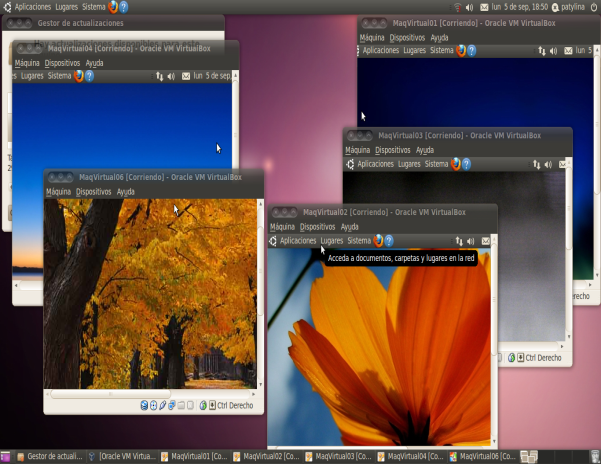 Aplicaciones Lugares Sistema ? lun 5 de sep, 18:50 patylina
Gestor de actualizaciones
MaqVirtual01 [Corriendo] - Oracle VM VirtualBox
Máquina Dispositivos Ayuda
Aplicaciones Lugares Sistema ?
MaqVirtual04 [Corriendo] - Oracle VM VirtualBox
Máquina Dispositivos Ayuda
es Lugares Sistema ? lun 5 de sep,
MaqVirtual03 [Corriendo] - Oracle VM VirtualBox
Máquina Dispositivos Ayuda
Aplicaciones Lugares Sistema ?
MaqVirtual06 [Corriendo] - Oracle VM VirtualBox
Máquina Dispositivos Ayuda
MaqVirtual02 [Corriendo] - Oracle VM VirtualBox
Máquina Dispositivos Ayuda
Aplicaciones Lugares Sistema ?
Acceda a documentos, carpetas y lugares en la red
recho
Ctrl Derecho
Ctrl Derecho
Gestor de actuali... [Oracle VM Virtua... MaqVirtual01 [Co... MaqVirtual02 [Co... MaqVirtual03 [Co... MaqVirtual04 [Co... MaqVirtual06 [Co...